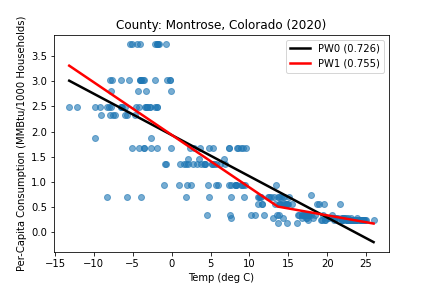 County: Montrose, Colorado (2020)
Per-Capita Consumption (MMBtu/1000 Households)
3.5
3.0
2.5
2.0
1.5
1.0
0.5
0.0
PW0 (0.726)
PW1 (0.755)
−15 −10 −5 0 5 10 15 20 25
Temp (deg C)